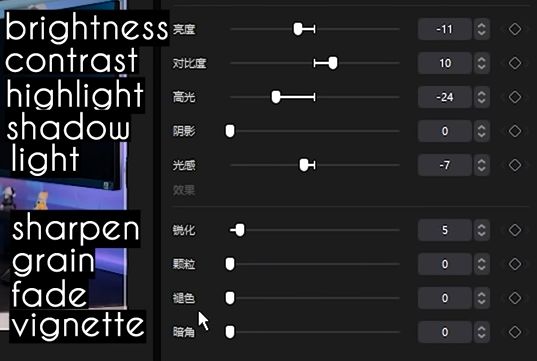 brightness 亮度 -11
contrast 对比度 10
highlight 高光 -24
shadow 阴影 0
light 光感 -7
效果
sharpen 锐化 5
grain 颗粒 0
fade 褪色 0
vignette 暗角 0